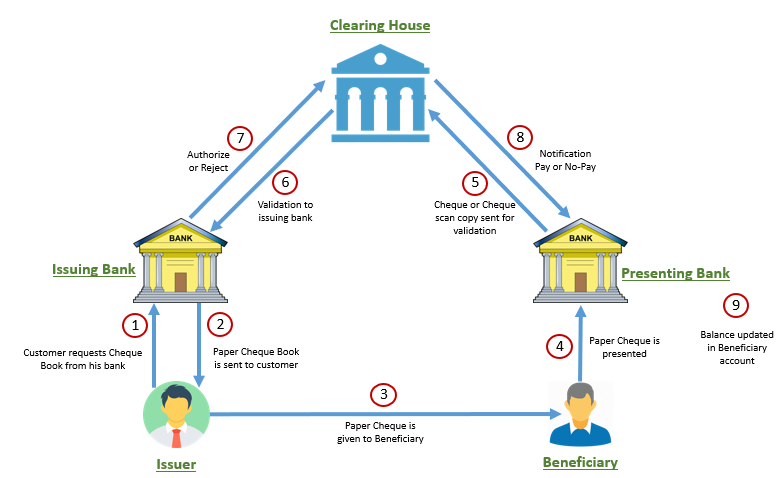 Clearing House
7
Authorize
or Reject
6
Validation to
issuing bank
8
Notification
Pay or No-Pay
5
Cheque or Cheque
scan copy sent for
validation
BANK
Issuing Bank
BANK
Presenting Bank
1
Customer requests Cheque
Book from his bank
2
Paper Cheque Book
is sent to customer
4
Paper Cheque is
presented
9
Balance updated
in Beneficiary
account
3
Paper Cheque is
given to Beneficiary
Issuer
Beneficiary